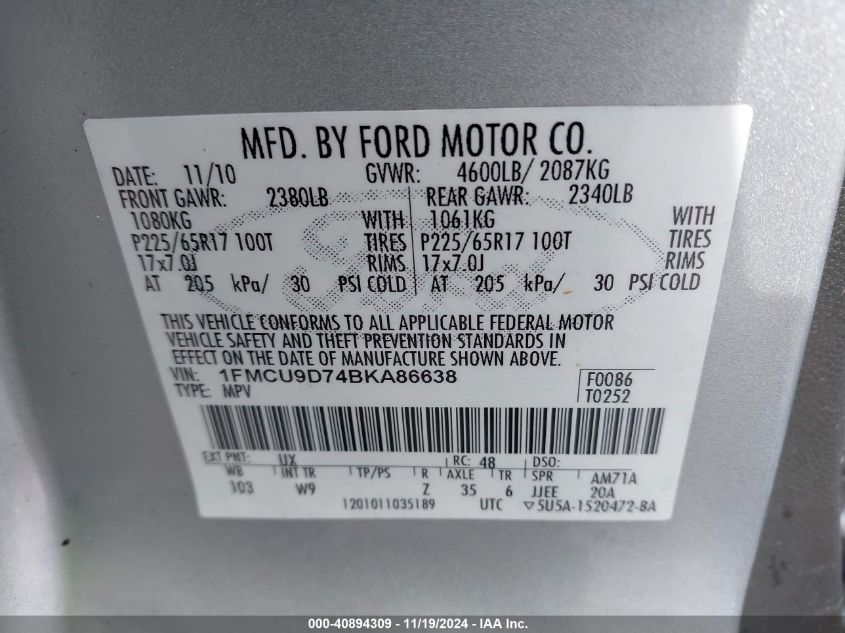 MFD. BY FORD MOTOR CO.
DATE: 11/10 GVWR: 4600LB/ 2087KG
FRONT GAWR: 2380LB REAR GAWR: 2340LB
1080KG WITH 1061KG WITH
P225/65R17 100T TIRES P225/65R17 100T TIRES
17x7.0J RIMS 17x7.0J RIMS
AT 205 kPa/ 30 PSI COLD AT 205 kPa/ 30 PSI COLD
THIS VEHICLE CONFORMS TO ALL APPLICABLE FEDERAL MOTOR
VEHICLE SAFETY AND THEFT PREVENTION STANDARDS IN
EFFECT ON THE DATE OF MANUFACTURE SHOWN ABOVE.
VIN: 1FMCU9D74BKA86638 F0086
TYPE: MPV T0252
EXT PNT: UX RC: 48 DSO:
WB INT TR TP/PS R AXLE TR SPR AM71A
103 W9 Z 35 6 JJEE 20A
1201011035189 UTC ▽5U5A-1520472-BA
000-40894309 - 11/19/2024 - IAA Inc.